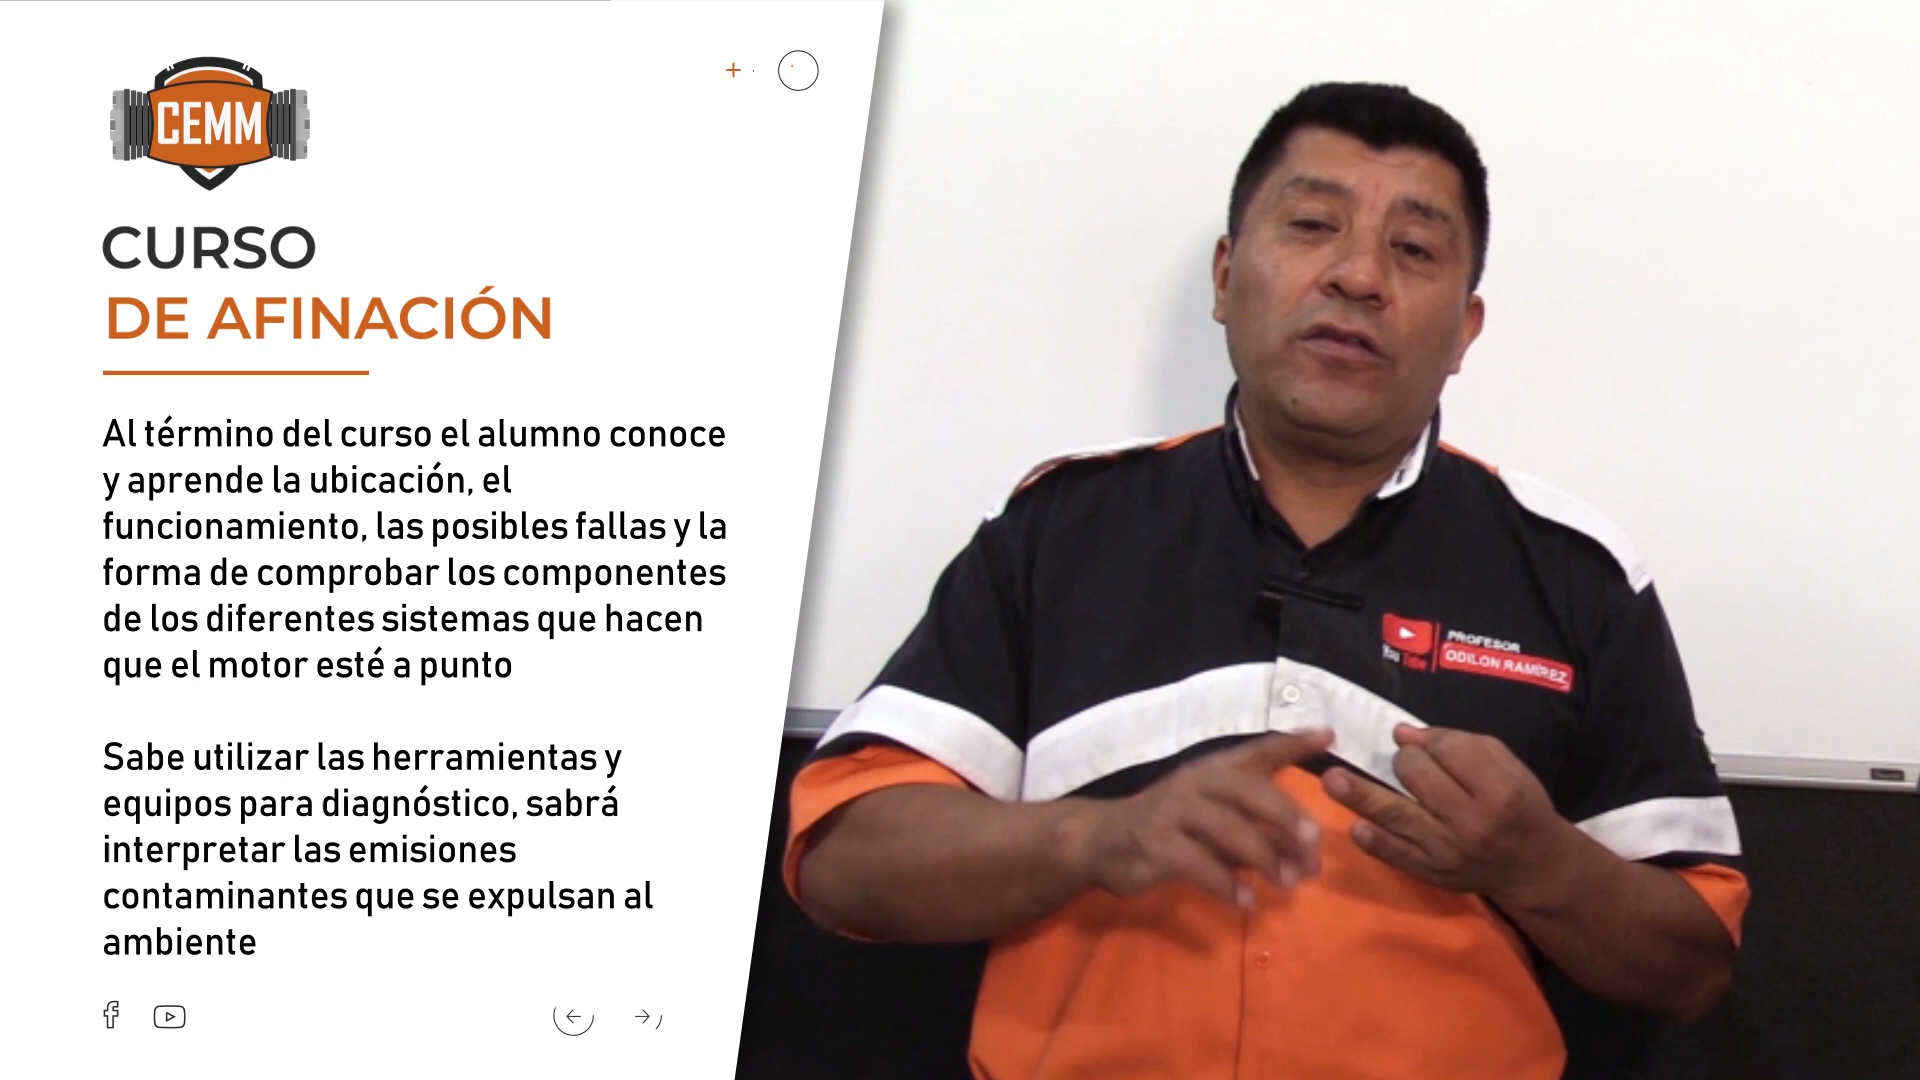 CEMM
CURSO
DE AFINACIÓN
Al término del curso el alumno conoce
y aprende la ubicación, el
funcionamiento, las posibles fallas y la
forma de comprobar los componentes
de los diferentes sistemas que hacen
que el motor esté a punto
Sabe utilizar las herramientas y
equipos para diagnóstico, sabrá
interpretar las emisiones
contaminantes que se expulsan al
ambiente
YouTube
PROFESOR
ODILON RAMÍREZ